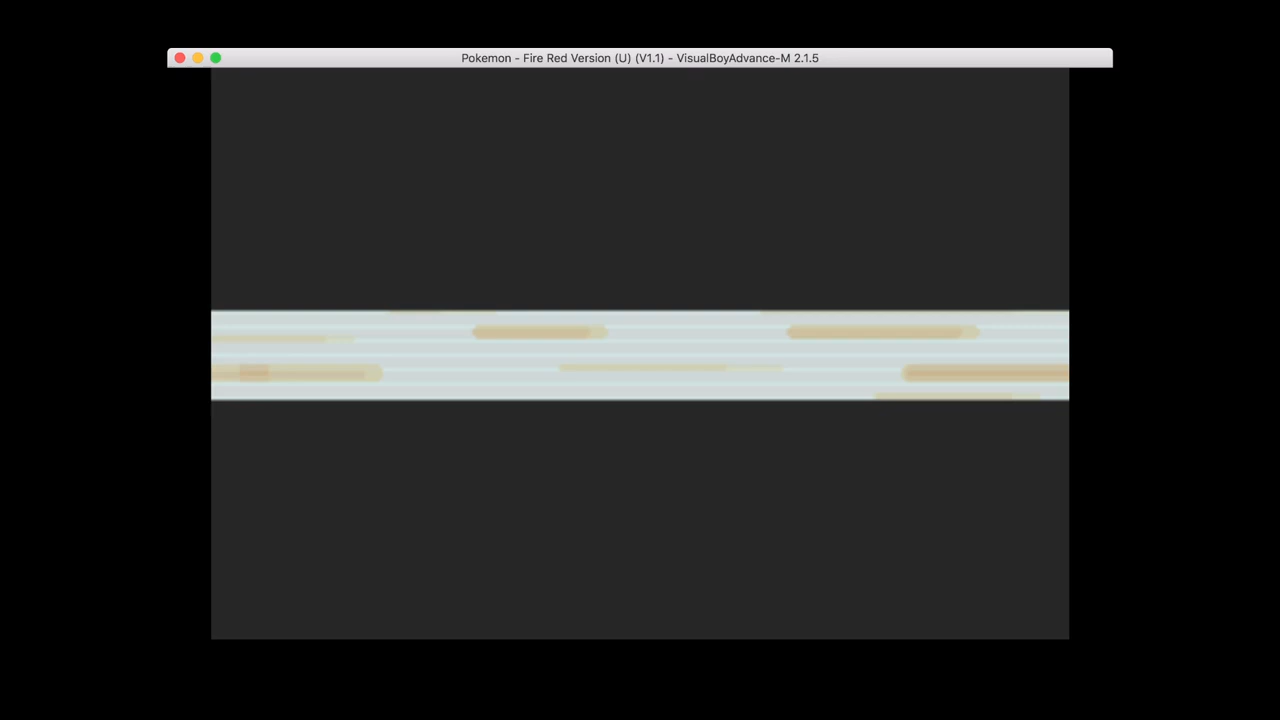 Pokemon - Fire Red Version (U) (V1.1) - VisualBoyAdvance-M 2.1.5